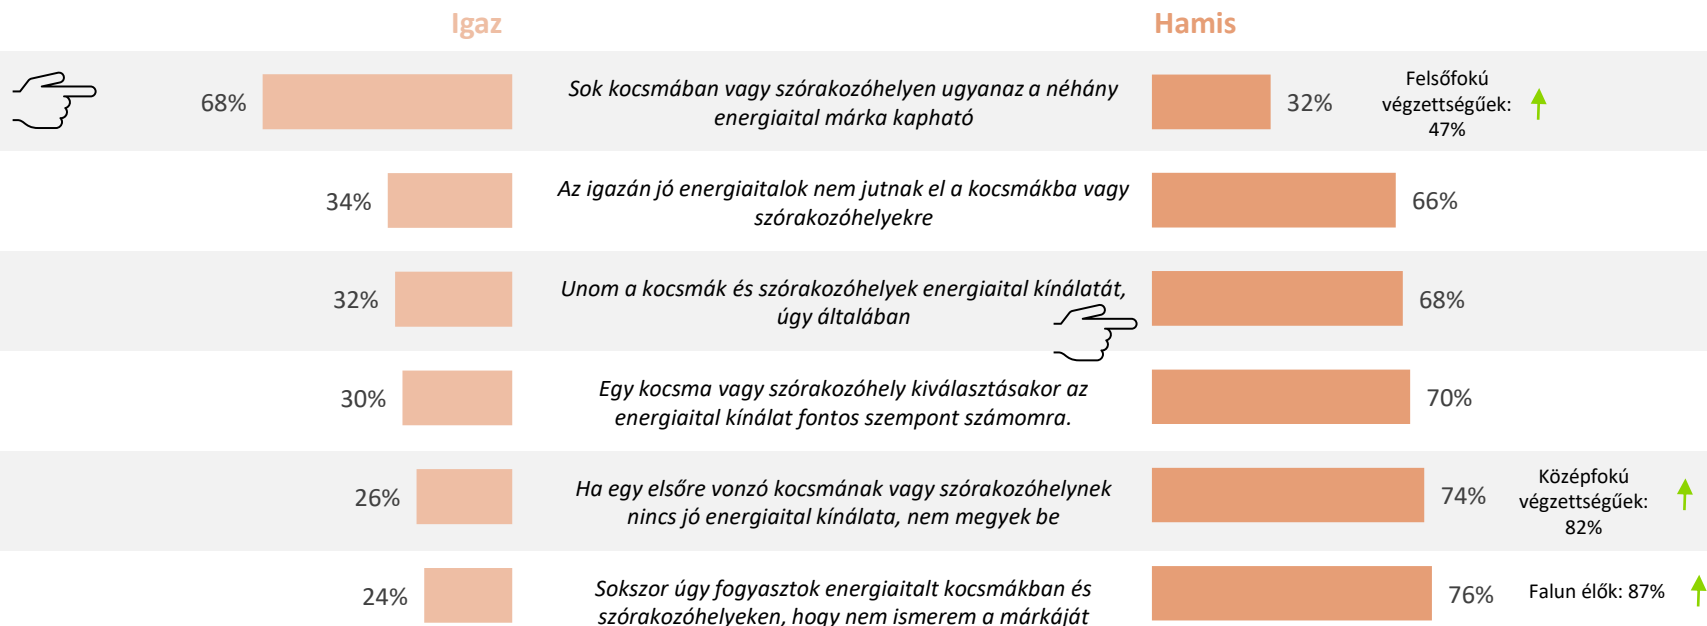 Igaz
Hamis
68%
Sok kocsmában vagy szórakozóhelyen ugyanaz a néhány
energiaital márka kapható
32%
Felsőfokú
végzettségűek:
47%
34%
Az igazán jó energiaitalok nem jutnak el a kocsmákba vagy
szórakozóhelyekre
66%
32%
Unom a kocsmák és szórakozóhelyek energiaital kínálatát,
úgy általában
68%
30%
Egy kocsma vagy szórakozóhely kiválasztásakor az
energiaital kínálat fontos szempont számomra.
70%
26%
Ha egy elsőre vonzó kocsmának vagy szórakozóhelynek
nincs jó energiaital kínálata, nem megyek be
74%
Középfokú
végzettségűek:
82%
24%
Sokszor úgy fogyasztok energiaitalt kocsmákban és
szórakozóhelyeken, hogy nem ismerem a márkáját
76%
Falun élők: 87%